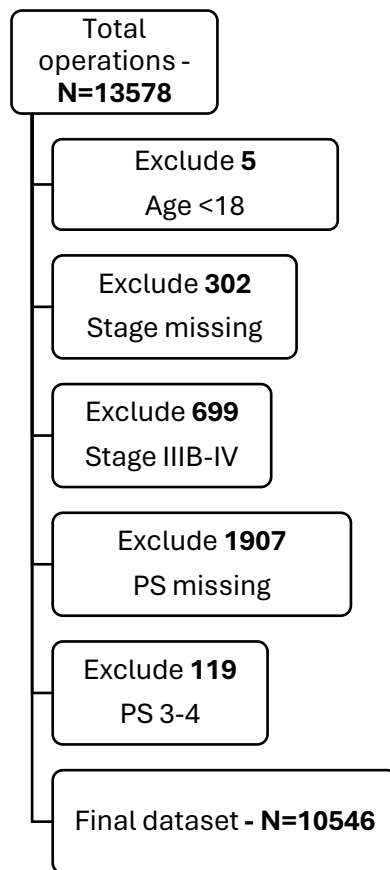 Total
operations -
N=13578
Exclude 5
Age <18
Exclude 302
Stage missing
Exclude 699
Stage IIIB-IV
Exclude 1907
PS missing
Exclude 119
PS 3-4
Final dataset - N=10546